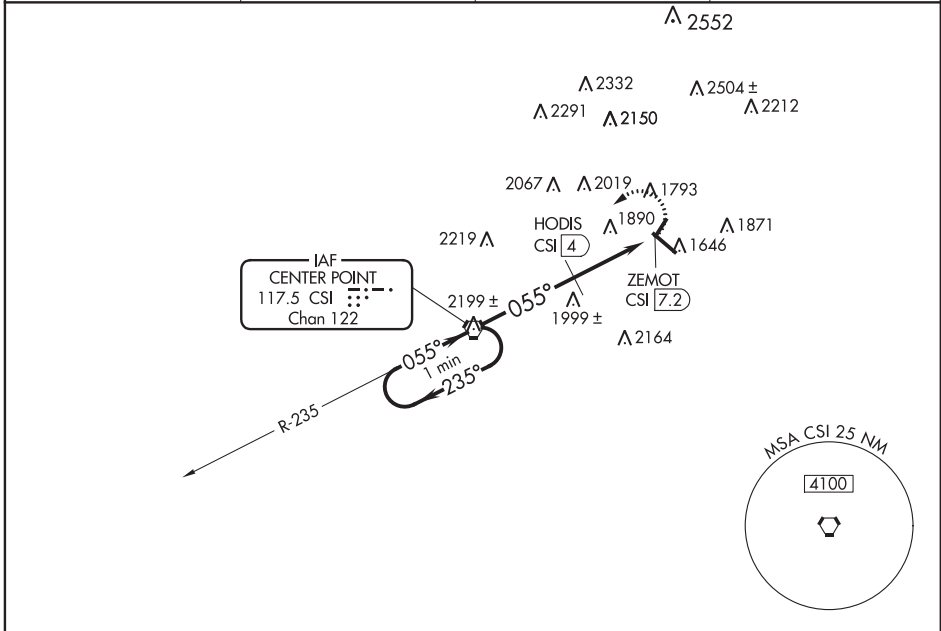 2552
2332
2504 ±
2291
2150
2212
2067
2019
1793
HODIS
CSI 4
1890
1871
2219
1646
IAF
CENTER POINT
117.5 CSI
Chan 122
ZEMOT
CSI 7.2
2199 ±
055°
1999 ±
2164
055°
1 min
235°
R-235
MSA CSI 25 NM
4100